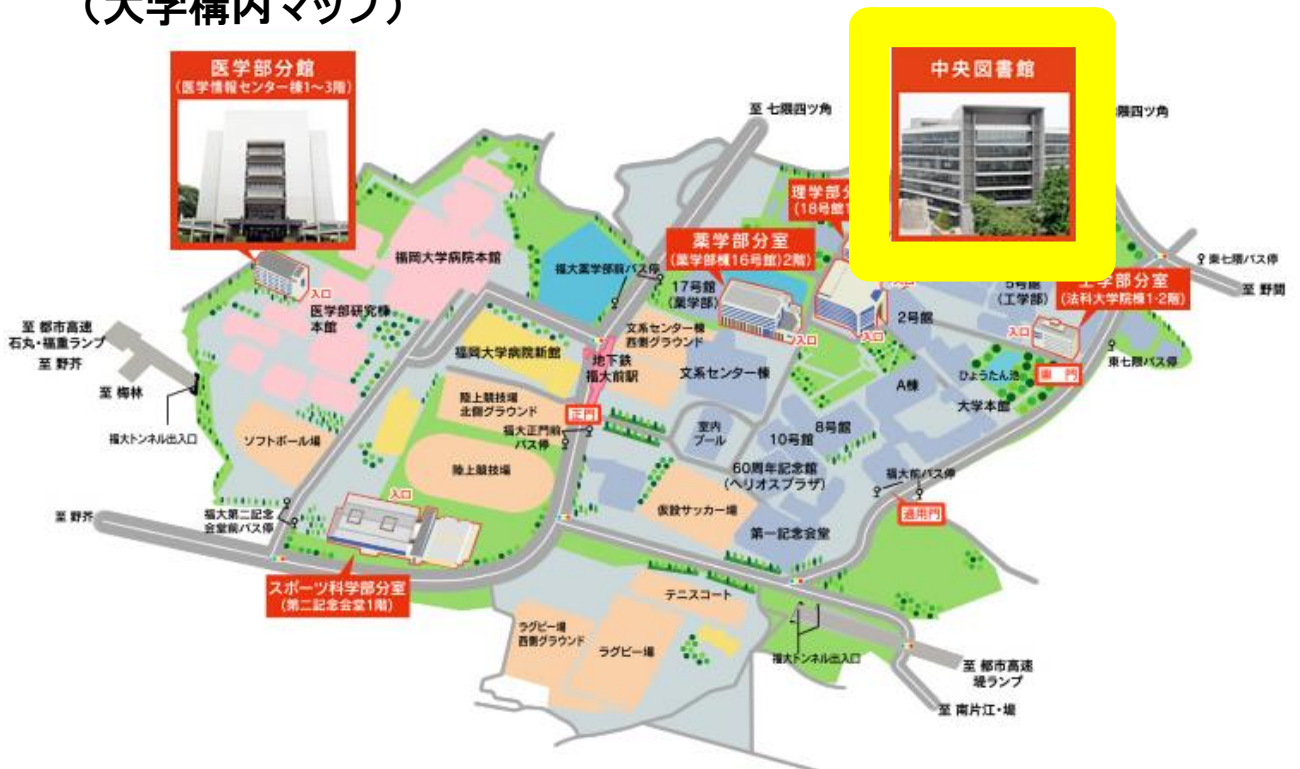 (大学構内マップ)
医学部分館
(医学情報センター棟1〜3階)
中央図書館
至 七隈四ツ角
隈四ツ角
理学部分
(18号館1
薬学部分室
(薬学部棟16号館)2階)
福岡大学病院本館
福大薬学部前バス停
17号館
(薬学部)
東七隈バス停
至 野間
5号館
(工学部)
工学部分室
(法科大学院棟1・2階)
入口
入口
医学部研究棟
本館
文系センター棟
西側グラウンド
2号館
入口
入口
入口
至 都市高速
石丸・福重ランプ
至 野芥
福岡大学病院新館
地下鉄
福大前駅
文系センター棟
東七隈バス停
ひょうたん池
東 門
A棟
大学本館
至 梅林
陸上競技場
北側グラウンド
正門
福大トンネル出入口
ソフトボール場
福大正門前
バス停
室内
プール
8号館
10号館
陸上競技場
60周年記念館
(ヘリオスプラザ)
福大前バス停
入口
至 野芥
福大第二記念
会堂前バス停
仮設サッカー場
通用門
第一記念会堂
スポーツ科学部分室
(第二記念会堂1階)
テニスコート
ラグビー場
西側グラウンド
ラグビー場
福大トンネル出入口
至 都市高速
堤ランプ
至 南片江・堤